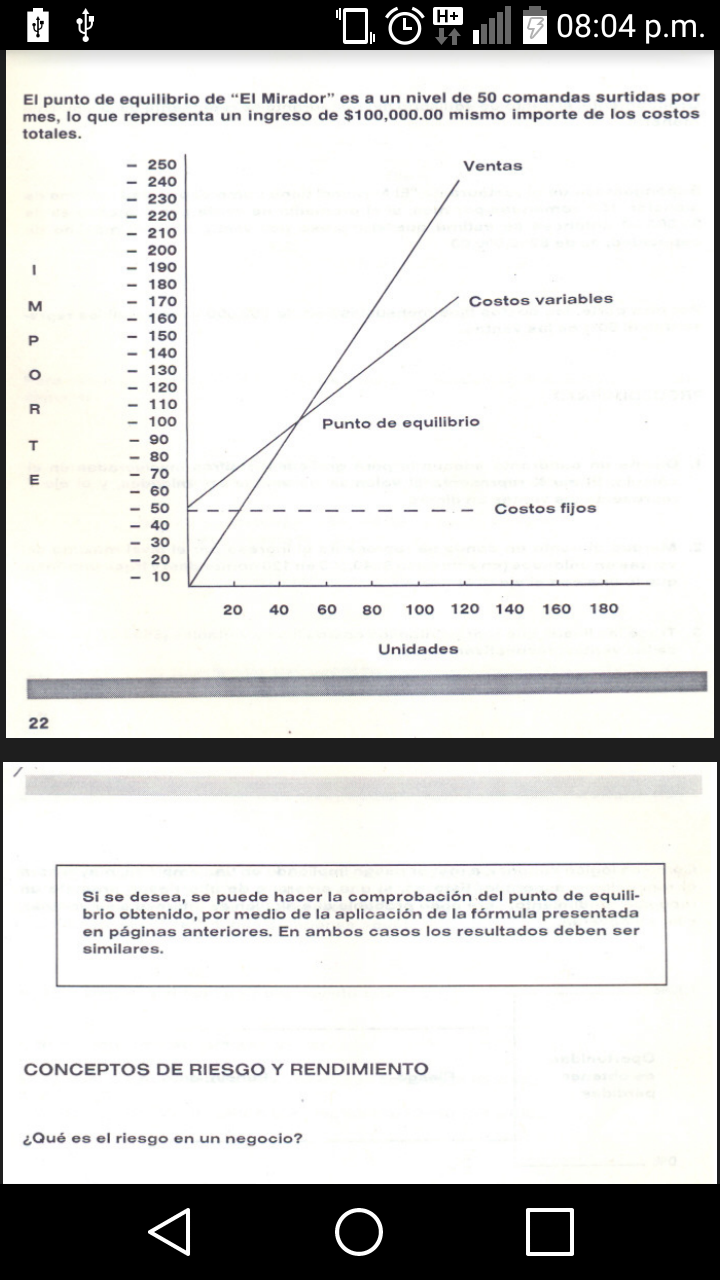 H+
08:04 p.m.
El punto de equilibrio de "El Mirador" es a un nivel de 50 comandas surtidas por
mes, lo que representa un ingreso de $100,000.00 mismo importe de los costos
totales.
IMPORTE
– 250
– 240
– 230
– 220
– 210
– 200
– 190
– 180
– 170
– 160
– 150
– 140
– 130
– 120
– 110
– 100
– 90
– 80
– 70
– 60
– 50
– 40
– 30
– 20
– 10
Ventas
Costos variables
Punto de equilibrio
Costos fijos
20 40 60 80 100 120 140 160 180
Unidades
22
Si se desea, se puede hacer la comprobación del punto de equili-
brio obtenido, por medio de la aplicación de la fórmula presentada
en páginas anteriores. En ambos casos los resultados deben ser
similares.
CONCEPTOS DE RIESGO Y RENDIMIENTO
¿Qué es el riesgo en un negocio?